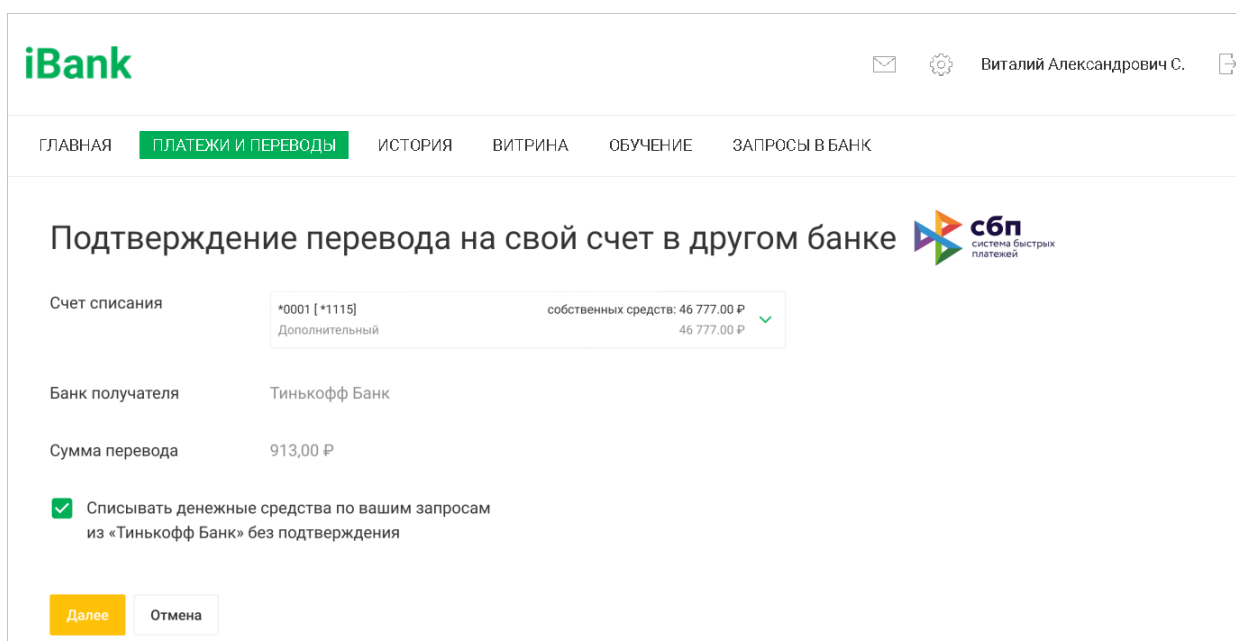 iBank
Виталий Александрович С.
ГЛАВНАЯ ПЛАТЕЖИ И ПЕРЕВОДЫ ИСТОРИЯ ВИТРИНА ОБУЧЕНИЕ ЗАПРОСЫ В БАНК
Подтверждение перевода на свой счет в другом банке
сбп
система быстрых
платежей
Счет списания
*0001 [ *1115] собственных средств: 46 777.00 ₽
Дополнительный 46 777.00 ₽
Банк получателя Тинькофф Банк
Сумма перевода 913,00 ₽
Списывать денежные средства по вашим запросам
из «Тинькофф Банк» без подтверждения
Далее Отмена